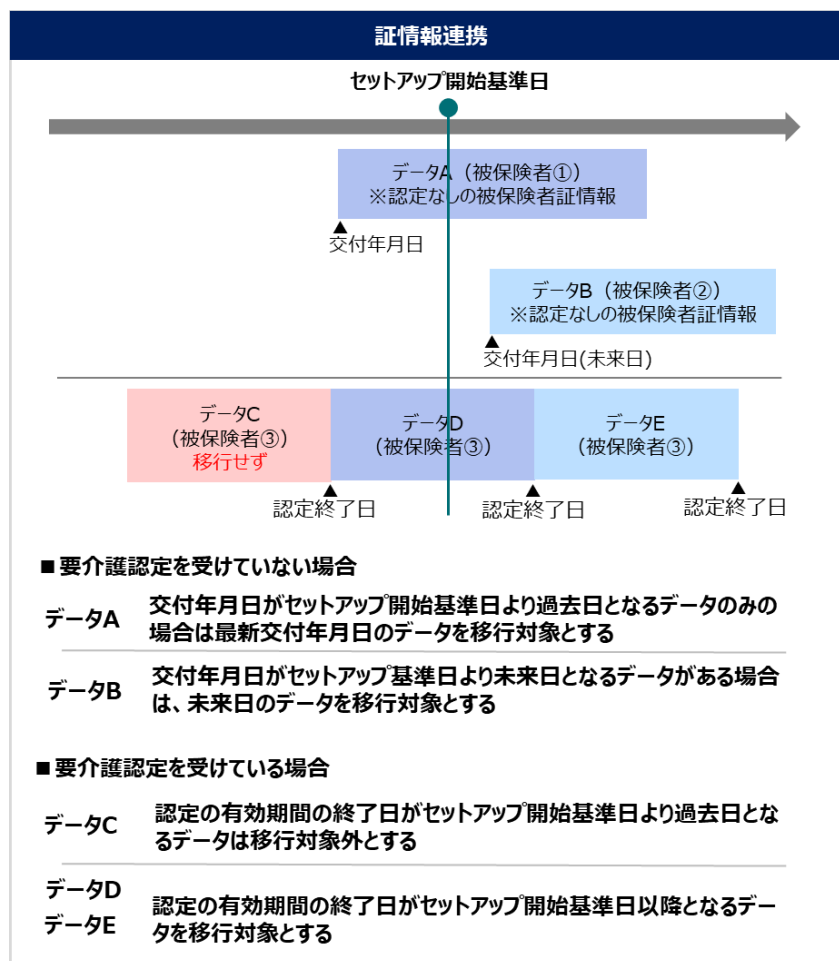 証情報連携
セットアップ開始基準日
データA（被保険者①）
※認定なしの被保険者証情報
▲
交付年月日
データB（被保険者②）
※認定なしの被保険者証情報
▲
交付年月日(未来日)
データC
（被保険者③）
移行せず
データD
（被保険者③）
データE
（被保険者③）
▲
認定終了日
▲
認定終了日
▲
認定終了日
■要介護認定を受けていない場合
データA
交付年月日がセットアップ開始基準日より過去日となるデータのみの
場合は最新交付年月日のデータを移行対象とする
データB
交付年月日がセットアップ基準日より未来日となるデータがある場合
は、未来日のデータを移行対象とする
■要介護認定を受けている場合
データC
認定の有効期間の終了日がセットアップ開始基準日より過去日とな
るデータは移行対象外とする
データD
データE
認定の有効期間の終了日がセットアップ開始基準日以降となるデー
タを移行対象とする